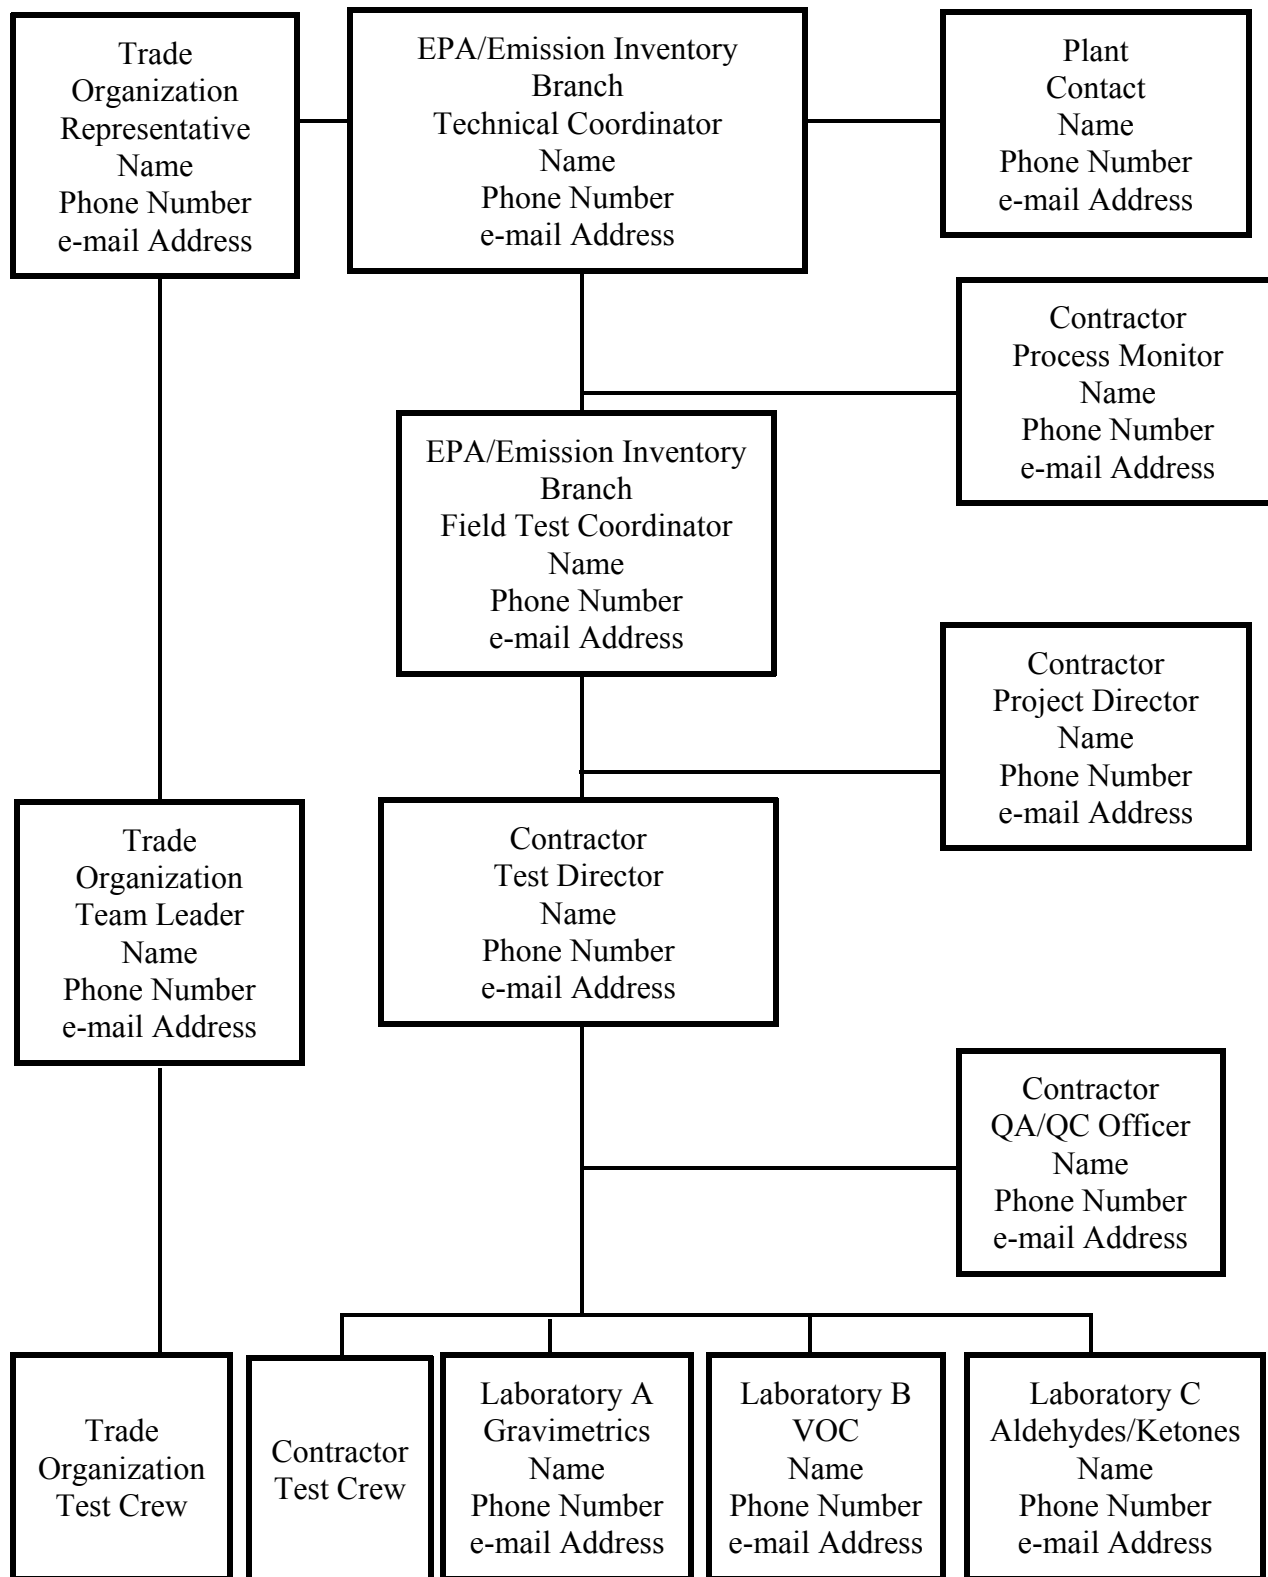 Trade
Organization
Representative
Name
Phone Number
e-mail Address
EPA/Emission Inventory
Branch
Technical Coordinator
Name
Phone Number
e-mail Address
Plant
Contact
Name
Phone Number
e-mail Address
Contractor
Process Monitor
Name
Phone Number
e-mail Address
EPA/Emission Inventory
Branch
Field Test Coordinator
Name
Phone Number
e-mail Address
Contractor
Project Director
Name
Phone Number
e-mail Address
Trade
Organization
Team Leader
Name
Phone Number
e-mail Address
Contractor
Test Director
Name
Phone Number
e-mail Address
Contractor
QA/QC Officer
Name
Phone Number
e-mail Address
Trade
Organization
Test Crew
Contractor
Test Crew
Laboratory A
Gravimetrics
Name
Phone Number
e-mail Address
Laboratory B
VOC
Name
Phone Number
e-mail Address
Laboratory C
Aldehydes/Ketones
Name
Phone Number
e-mail Address